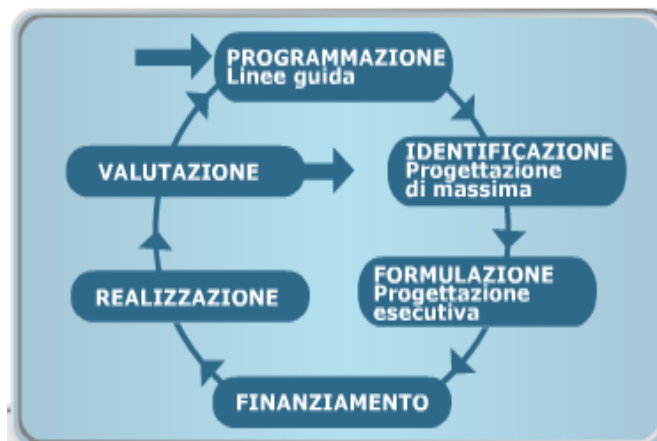 PROGRAMMAZIONE
Linee guida
IDENTIFICAZIONE
Progettazione
di massima
FORMULAZIONE
Progettazione
esecutiva
FINANZIAMENTO
REALIZZAZIONE
VALUTAZIONE